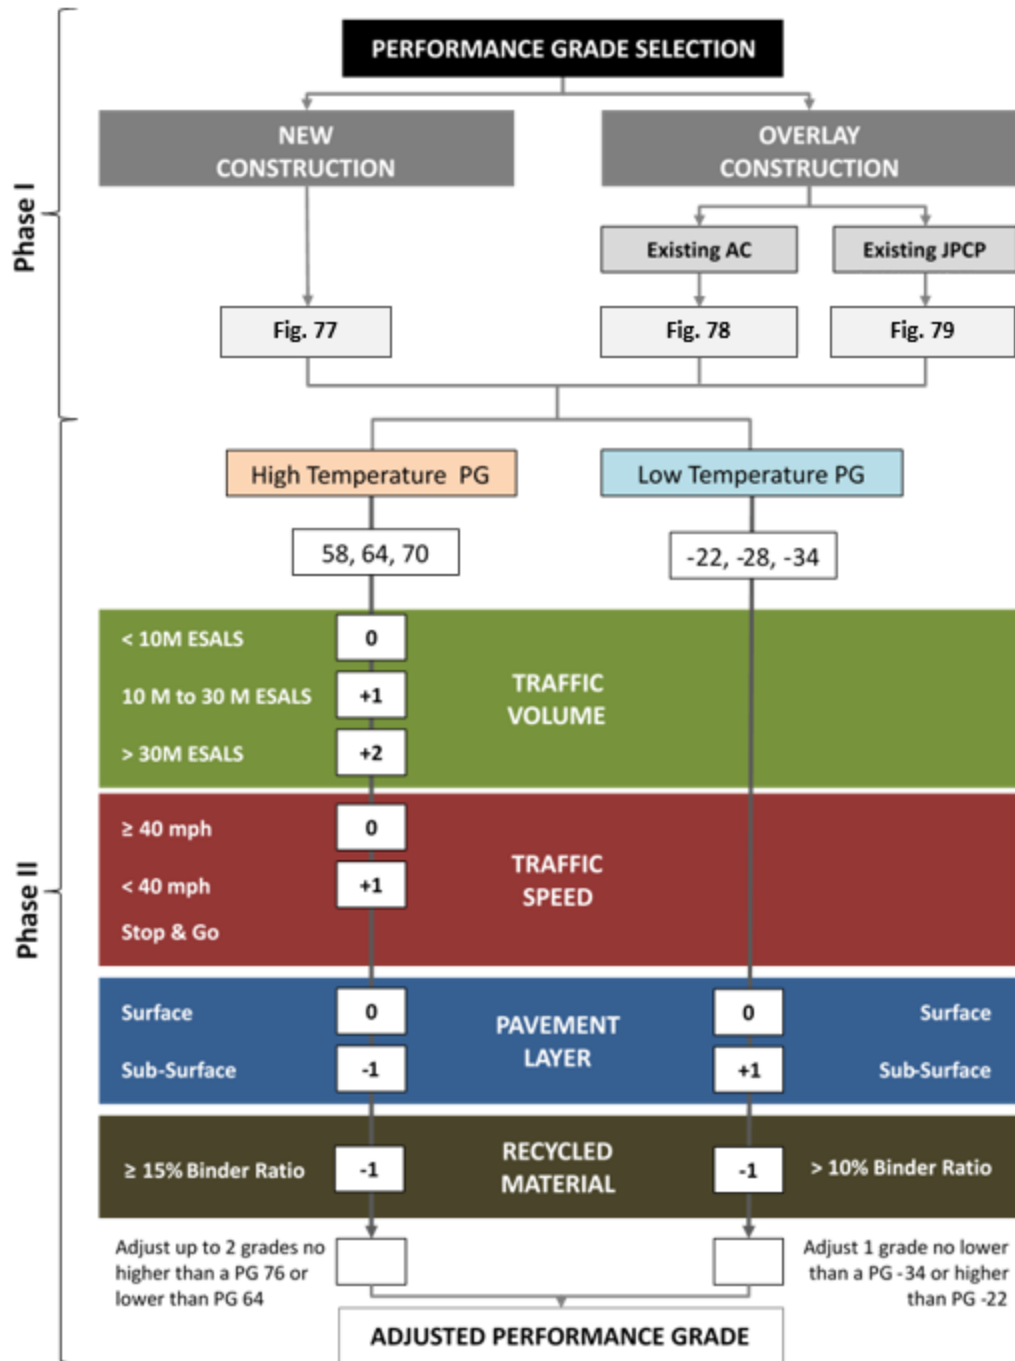 PERFORMANCE GRADE SELECTION
NEW
CONSTRUCTION
OVERLAY
CONSTRUCTION
Phase I
Existing AC
Existing JPCP
Fig. 77
Fig. 78
Fig. 79
High Temperature PG
Low Temperature PG
58, 64, 70
-22, -28, -34
Phase II
< 10M ESALS
0
10 M to 30 M ESALS
+1
> 30M ESALS
+2
TRAFFIC
VOLUME
≥ 40 mph
0
< 40 mph
+1
Stop & Go
TRAFFIC
SPEED
Surface
0
Sub-Surface
-1
PAVEMENT
LAYER
0
Surface
+1
Sub-Surface
≥ 15% Binder Ratio
-1
RECYCLED
MATERIAL
-1
> 10% Binder Ratio
Adjust up to 2 grades no
higher than a PG 76 or
lower than PG 64
Adjust 1 grade no lower
than a PG -34 or higher
than PG -22
ADJUSTED PERFORMANCE GRADE